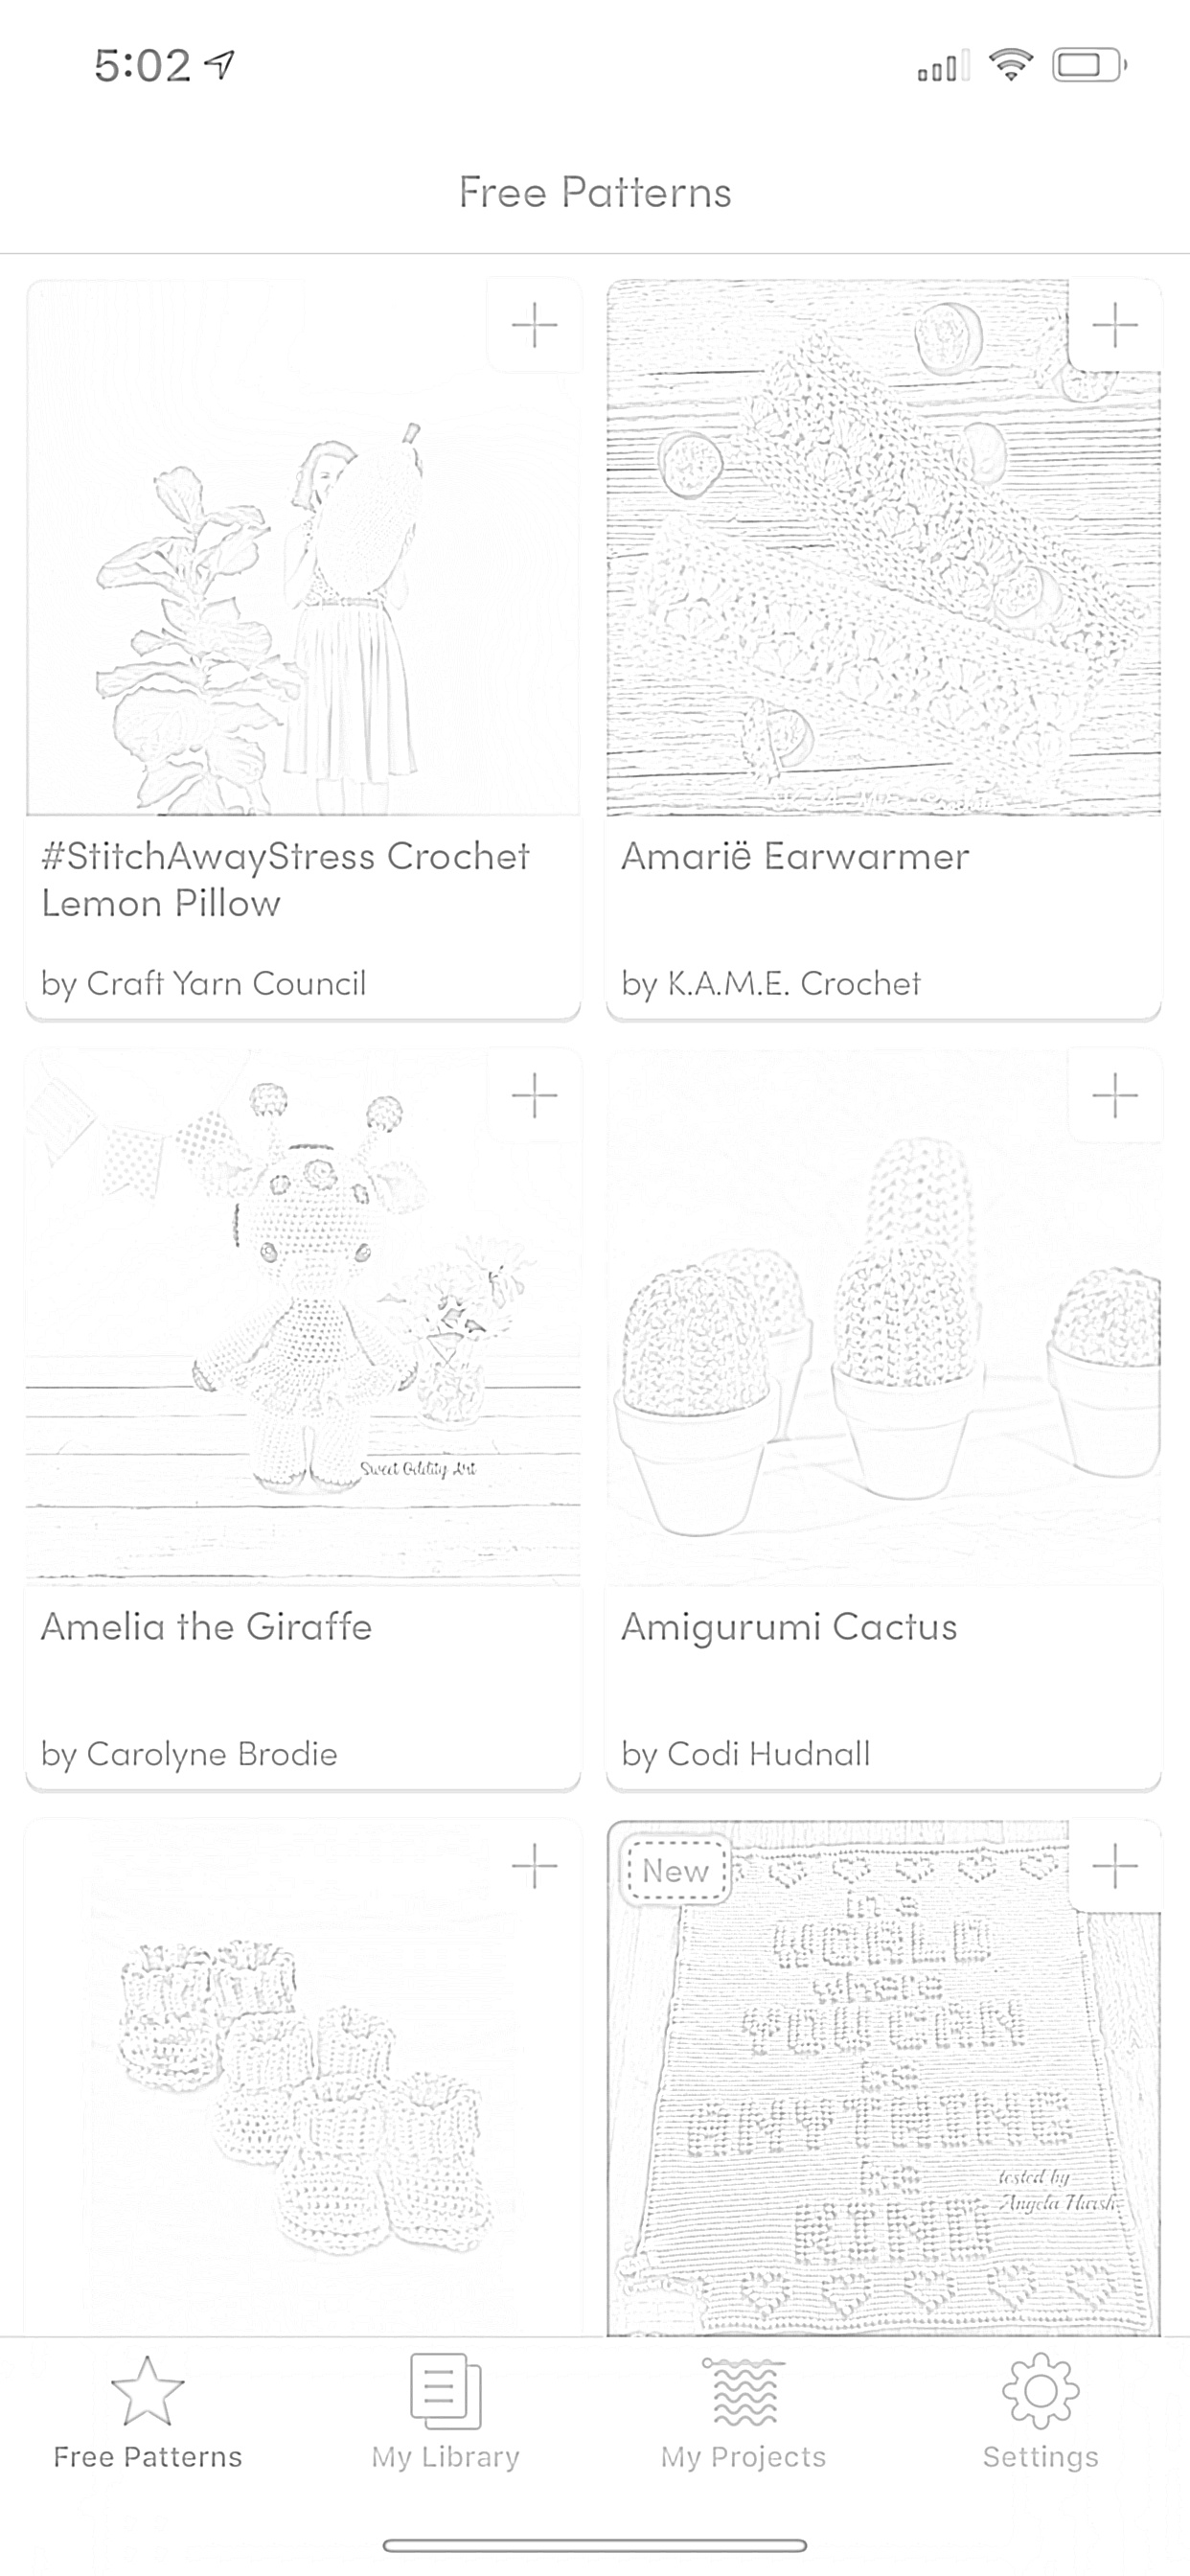 5:02
Free Patterns
#StitchAwayStress Crochet
Lemon Pillow
by Craft Yarn Council
Amarië Earwarmer
by K.A.M.E. Crochet
Sweet Oddity Art
Amelia the Giraffe
by Carolyne Brodie
Amigurumi Cactus
by Codi Hudnall
New
in a
WORLD
where
YOU CAN
be
ANYTHING
be
KIND
tested by
Angela Harsh
Free Patterns
My Library
My Projects
Settings